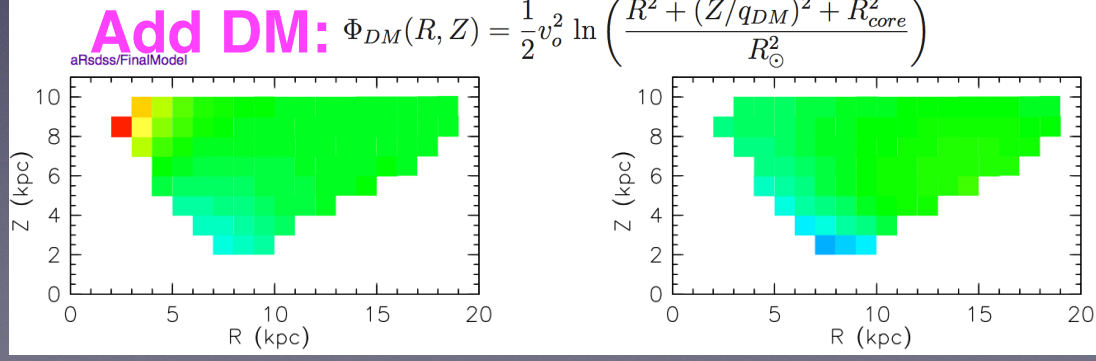 Add DM: Φ_DM(R, Z) = 1/2 v_o^2 ln ( (R^2 + (Z/q_DM)^2 + R_core^2) / R_⊙^2 )
aRsdss/FinalModel
10
8
6
4
2
0
Z (kpc)
0 5 10 15 20
R (kpc)
10
8
6
4
2
0
Z (kpc)
0 5 10 15 20
R (kpc)